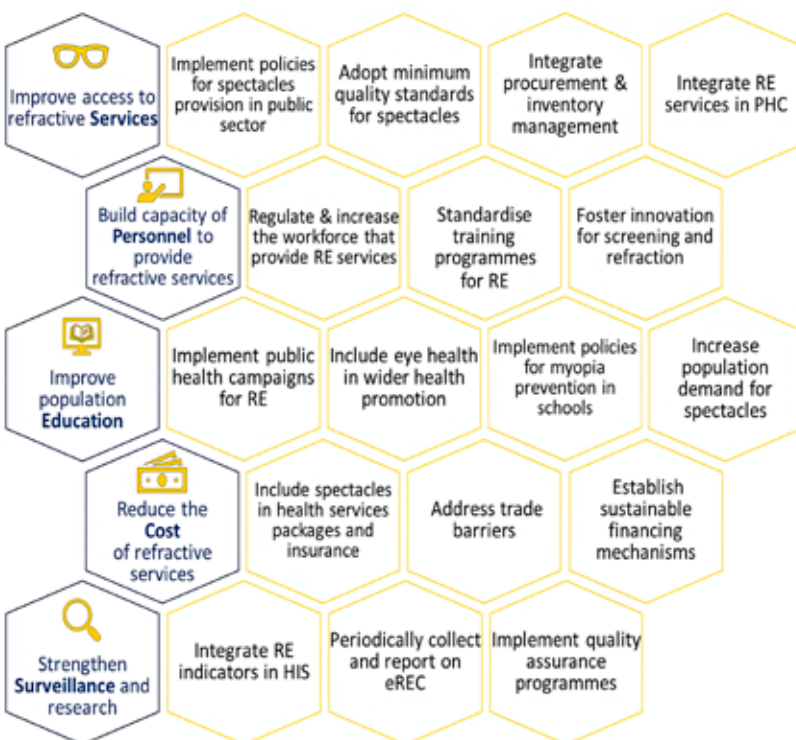 Improve access to
refractive Services
Implement policies
for spectacles
provision in public
sector
Adopt minimum
quality standards
for spectacles
Integrate
procurement &
inventory
management
Integrate RE
services in PHC
Build capacity of
Personnel to
provide
refractive services
Regulate & increase
the workforce that
provide RE services
Standardise
training
programmes
for RE
Foster innovation
for screening and
refraction
Improve
population
Education
Implement public
health campaigns
for RE
Include eye health
in wider health
promotion
Implement policies
for myopia
prevention in
schools
Increase
population
demand for
spectacles
Reduce the
Cost
of refractive
services
Include spectacles
in health services
packages and
insurance
Address trade
barriers
Establish
sustainable
financing
mechanisms
Strengthen
Surveillance and
research
Integrate RE
indicators in HIS
Periodically collect
and report on
eREC
Implement quality
assurance
programmes